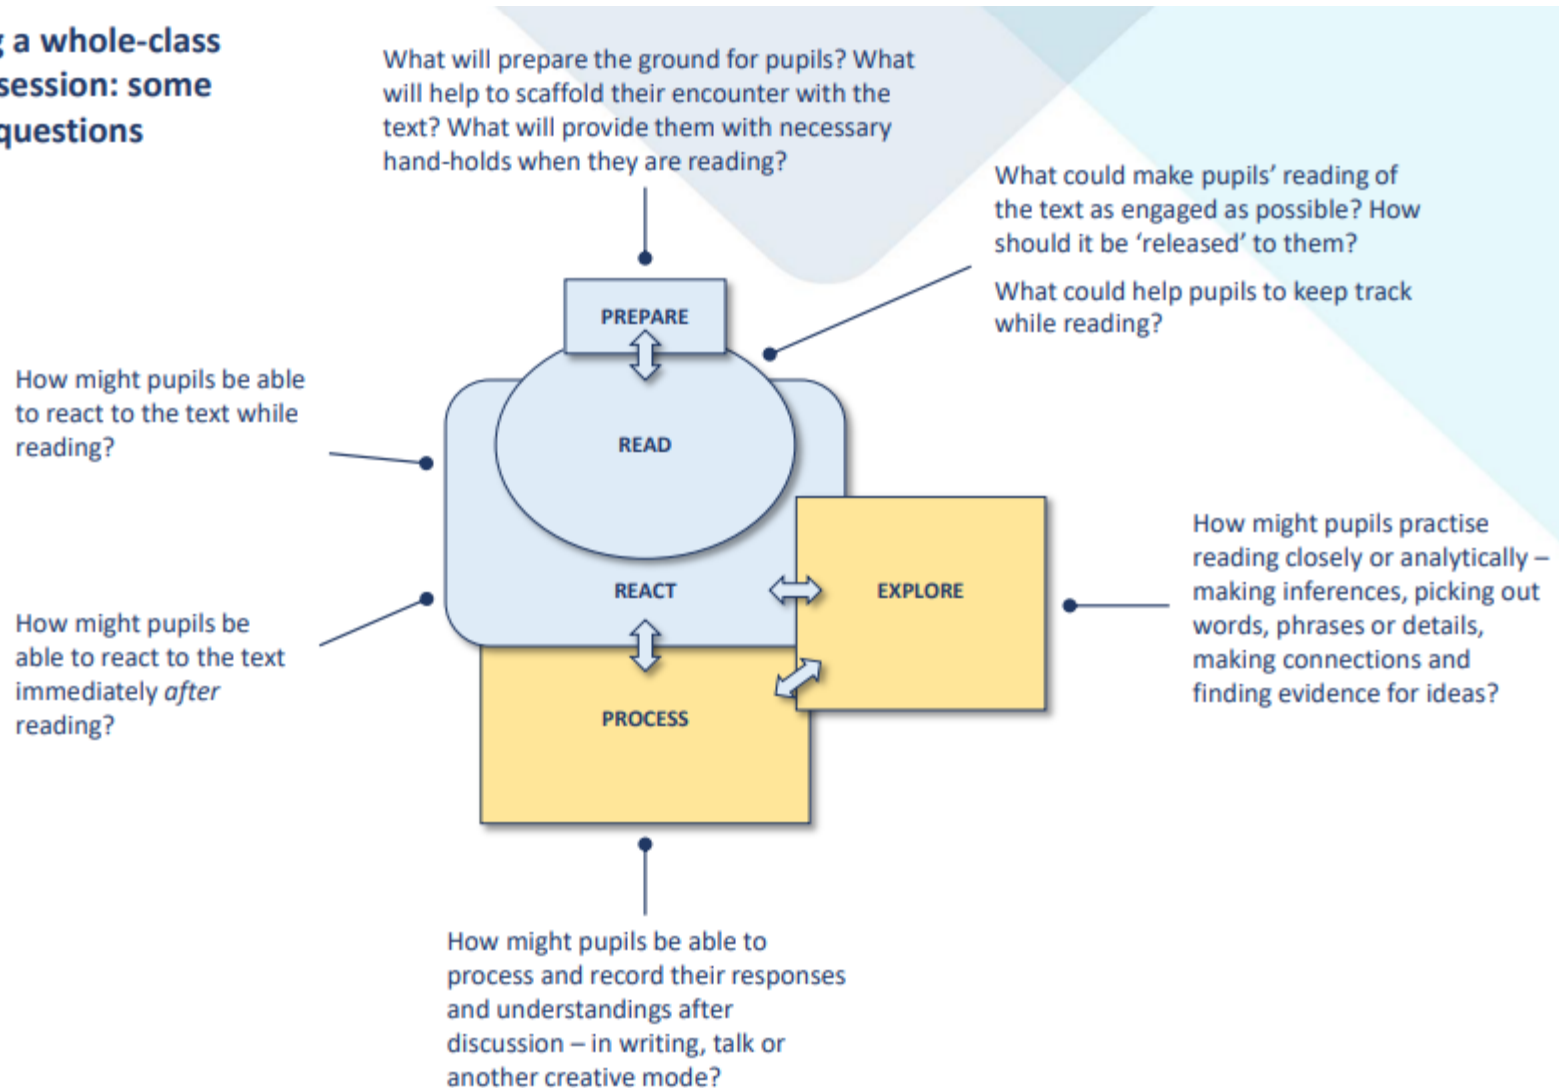 g a whole-class
session: some
questions
What will prepare the ground for pupils? What
will help to scaffold their encounter with the
text? What will provide them with necessary
hand-holds when they are reading?
What could make pupils’ reading of
the text as engaged as possible? How
should it be ‘released’ to them?
What could help pupils to keep track
while reading?
PREPARE
How might pupils be able
to react to the text while
reading?
READ
How might pupils practise
reading closely or analytically –
making inferences, picking out
words, phrases or details,
making connections and
finding evidence for ideas?
REACT
EXPLORE
How might pupils be
able to react to the text
immediately after
reading?
PROCESS
How might pupils be able to
process and record their responses
and understandings after
discussion – in writing, talk or
another creative mode?